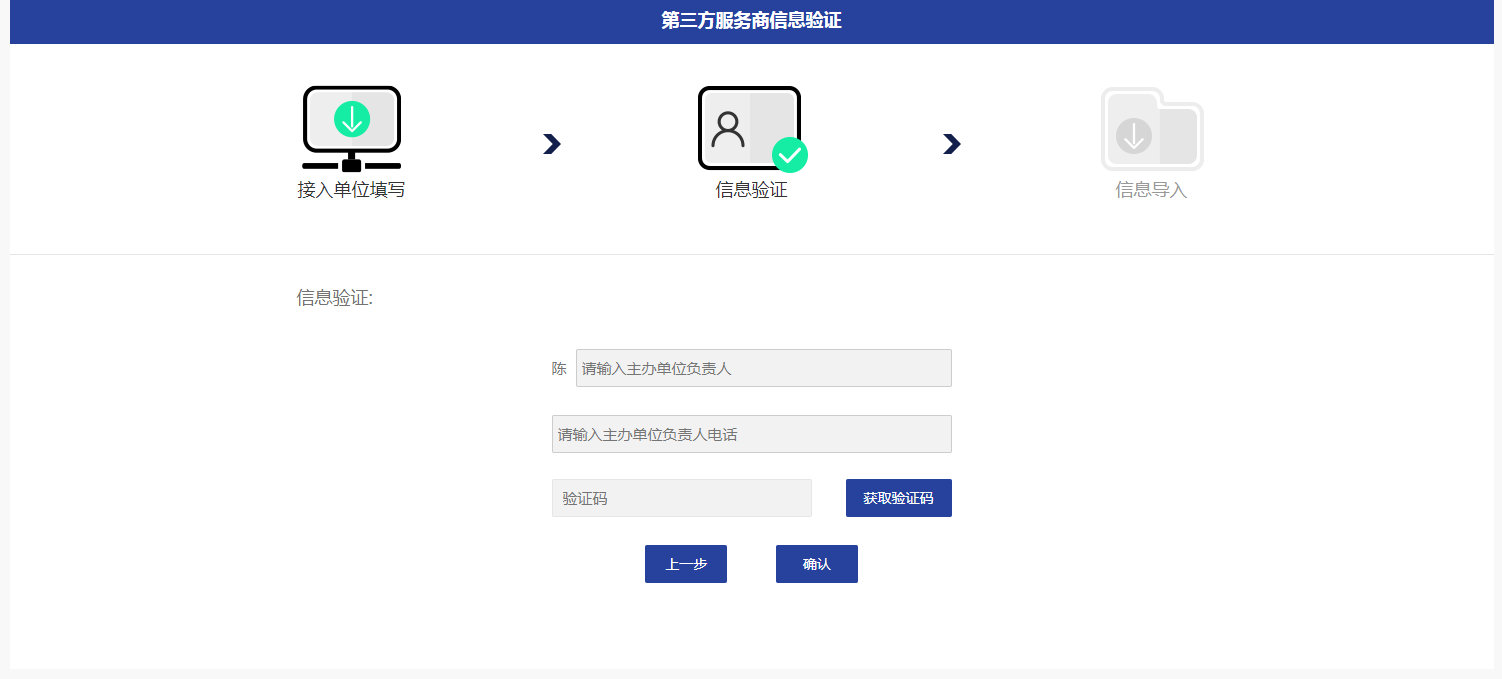 第三方服务商信息验证
接入单位填写
信息验证
信息导入
信息验证:
陈 请输入主办单位负责人
请输入主办单位负责人电话
验证码 获取验证码
上一步 确认